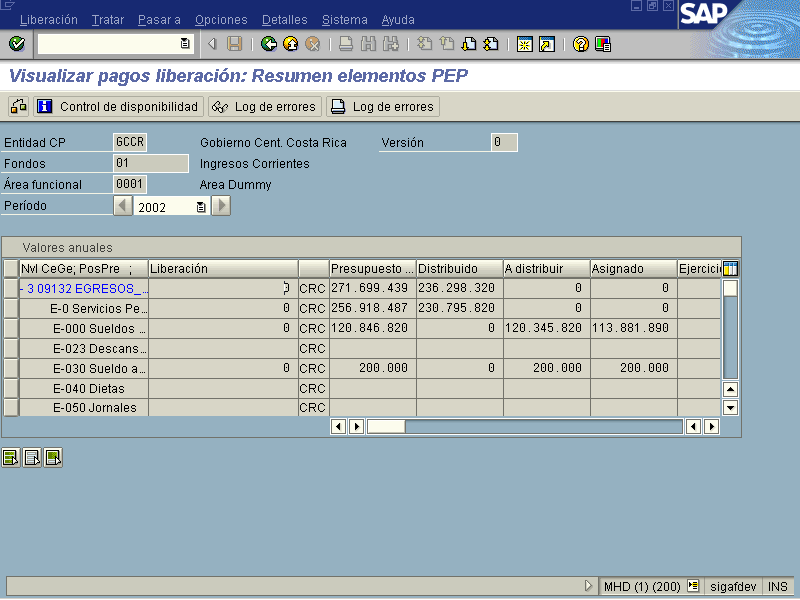 Liberación Tratar Pasar a Opciones Detalles Sistema Ayuda
SAP
Visualizar pagos liberación: Resumen elementos PEP
Control de disponibilidad Log de errores Log de errores
Entidad CP GCCR Gobierno Cent. Costa Rica Versión 0
Fondos 01 Ingresos Corrientes
Área funcional 0001 Area Dummy
Período 2002
Valores anuales
Nvl CeGe; PosPre ; Liberación Presupuesto ... Distribuido A distribuir Asignado Ejercici
- 3 09132 EGRESOS_... CRC 271.699.439 236.298.320 0 0
E-0 Servicios Pe... 0 CRC 256.918.487 230.795.820 0 0
E-000 Sueldos ... 0 CRC 120.846.820 0 120.345.820 113.881.890
E-023 Descans... CRC
E-030 Sueldo a... 0 CRC 200.000 0 200.000 200.000
E-040 Dietas CRC
E-050 Jornales CRC
MHD (1) (200) sigafdev INS